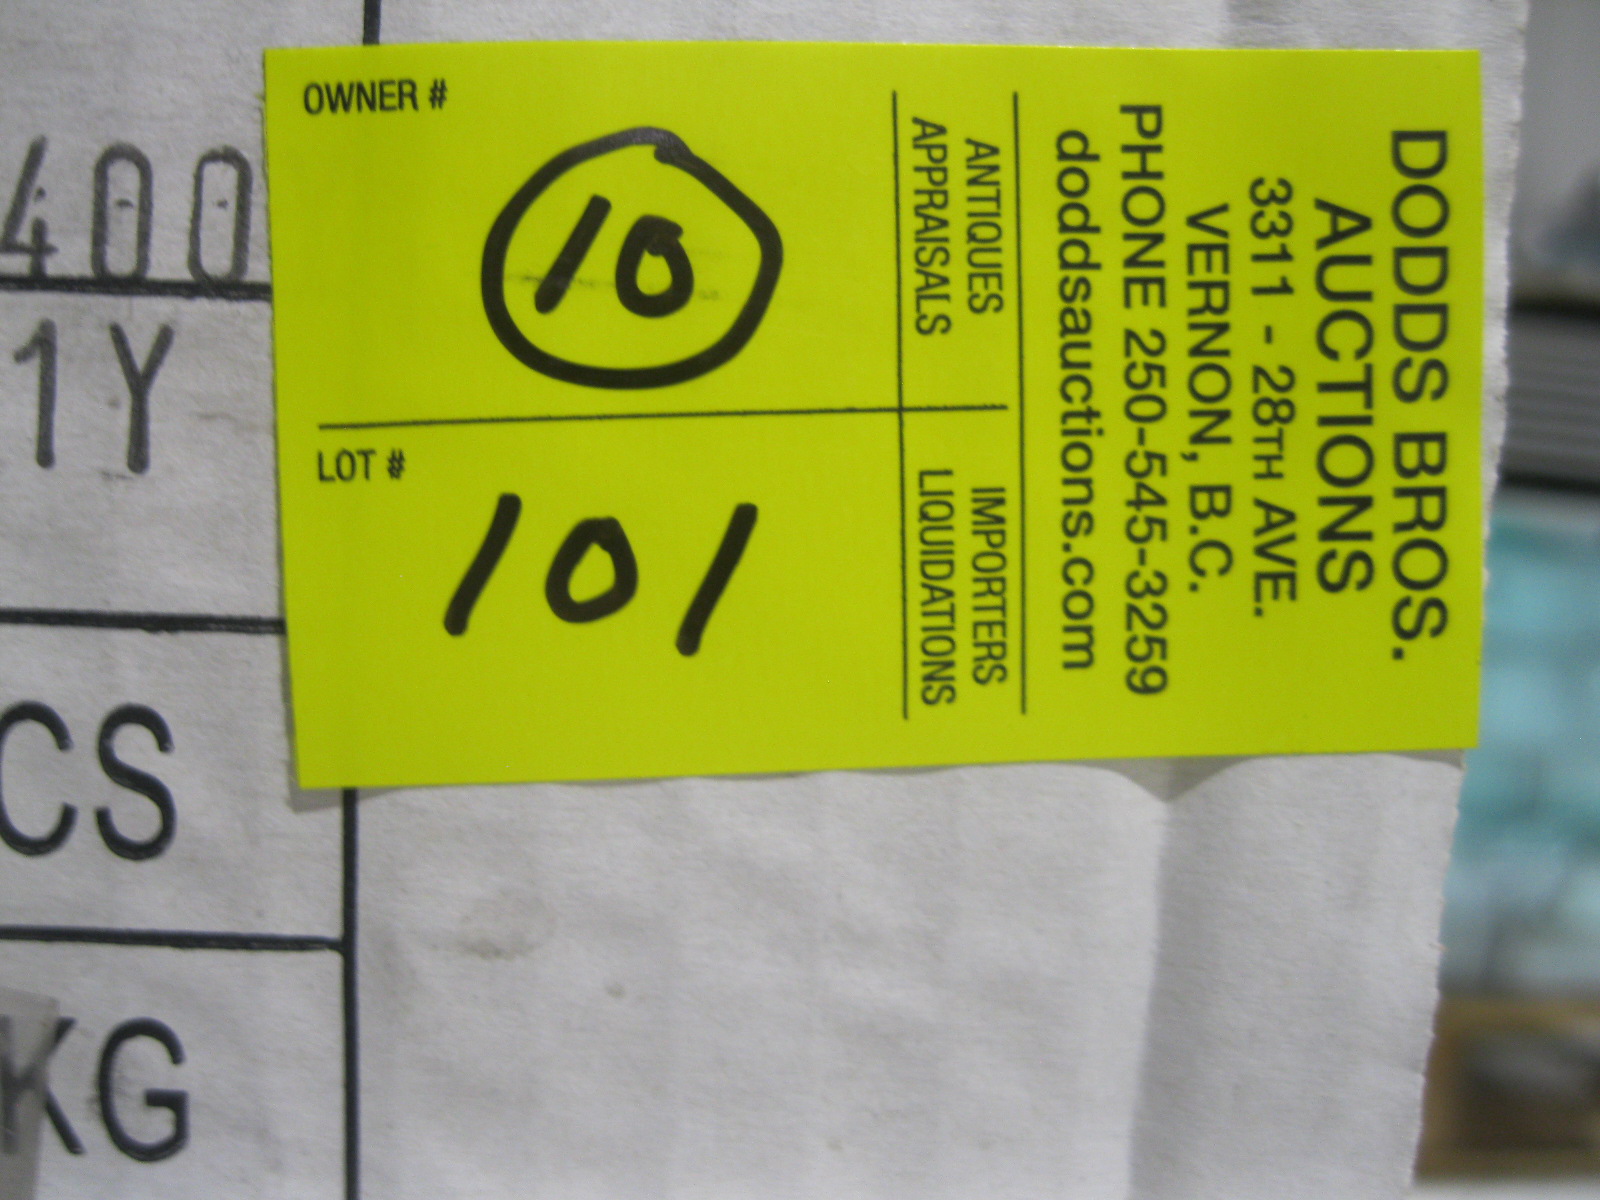 400
1Y
CS
KG
OWNER #
10
LOT #
101
DODDS BROS.
AUCTIONS
3311 - 28TH AVE.
VERNON, B.C.
PHONE 250-545-3259
doddsauctions.com
ANTIQUES
APPRAISALS
IMPORTERS
LIQUIDATIONS